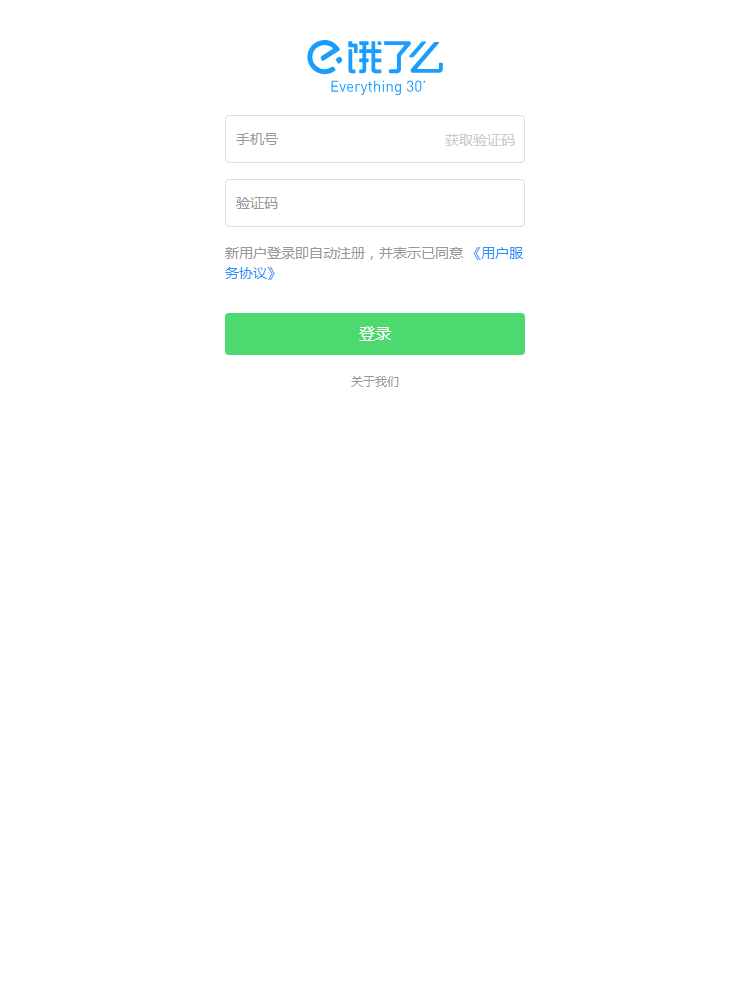 饿了么
Everything 30'
手机号
获取验证码
验证码
新用户登录即自动注册，并表示已同意 《用户服
务协议》
登录
关于我们